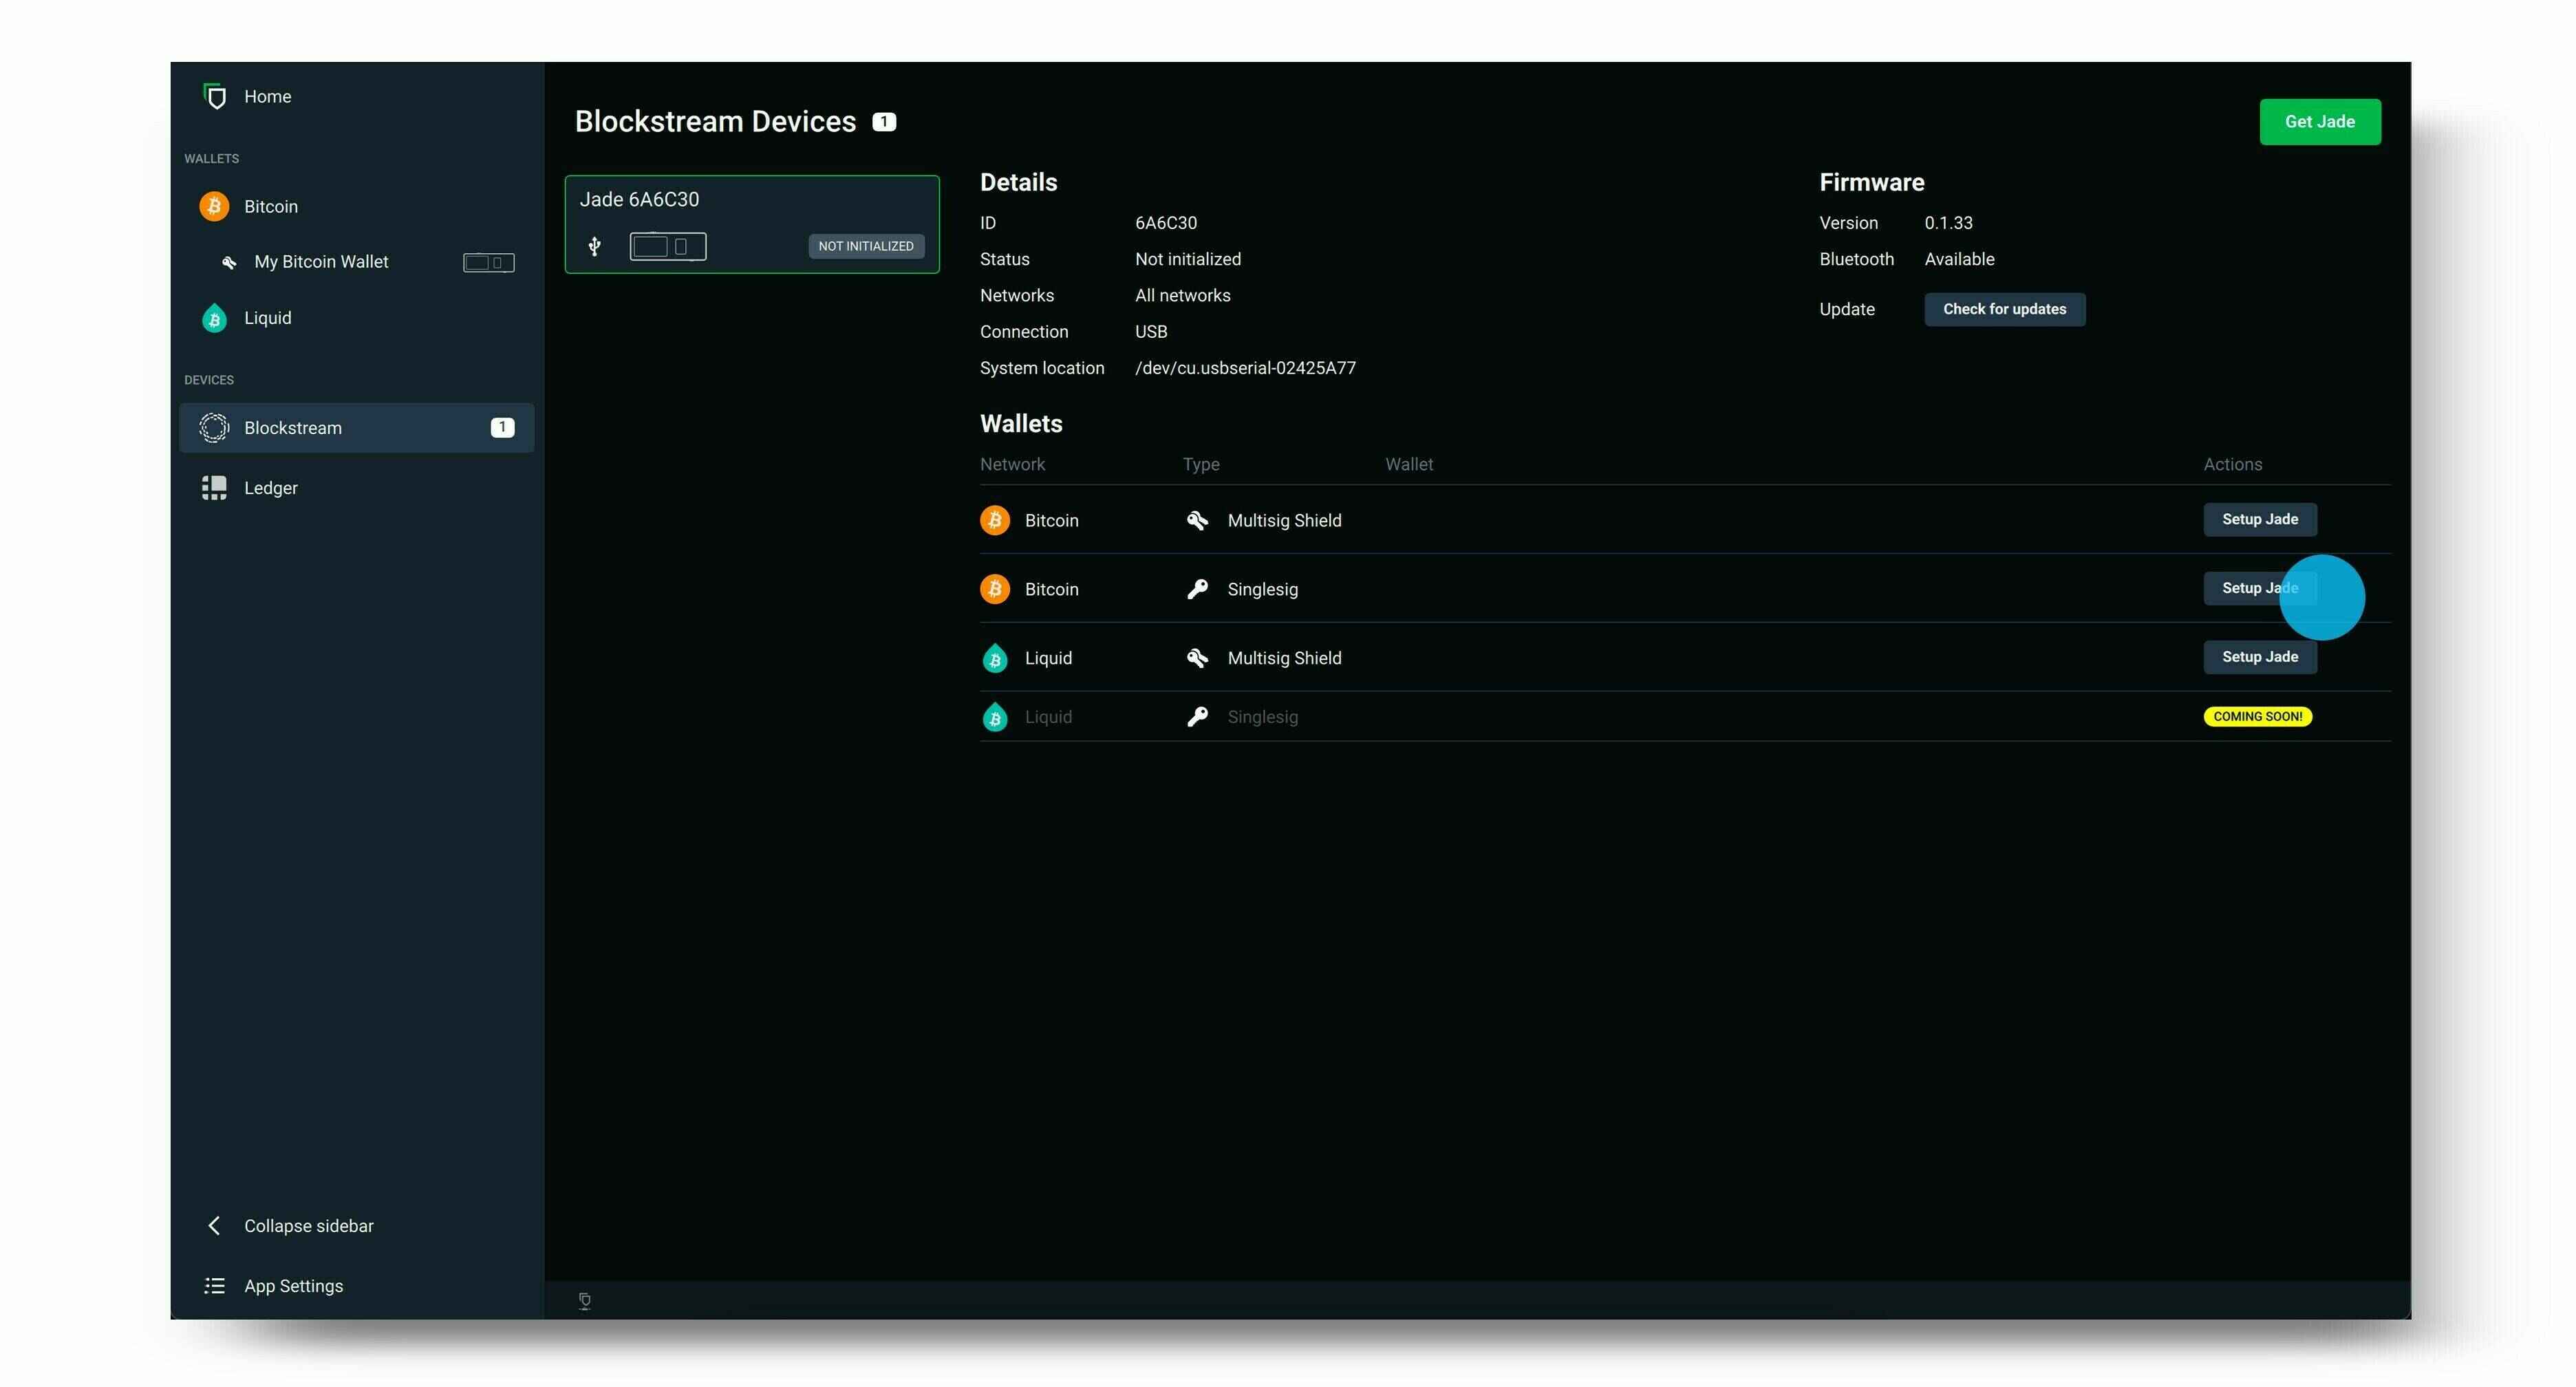 Home
WALLETS
Bitcoin
My Bitcoin Wallet
Liquid
DEVICES
Blockstream 1
Ledger
Collapse sidebar
App Settings
Blockstream Devices 1
Get Jade
Jade 6A6C30
NOT INITIALIZED
Details
ID 6A6C30
Status Not initialized
Networks All networks
Connection USB
System location /dev/cu.usbserial-02425A77
Firmware
Version 0.1.33
Bluetooth Available
Update Check for updates
Wallets
Network Type Wallet Actions
Bitcoin Multisig Shield Setup Jade
Bitcoin Singlesig Setup Jade
Liquid Multisig Shield Setup Jade
Liquid Singlesig COMING SOON!